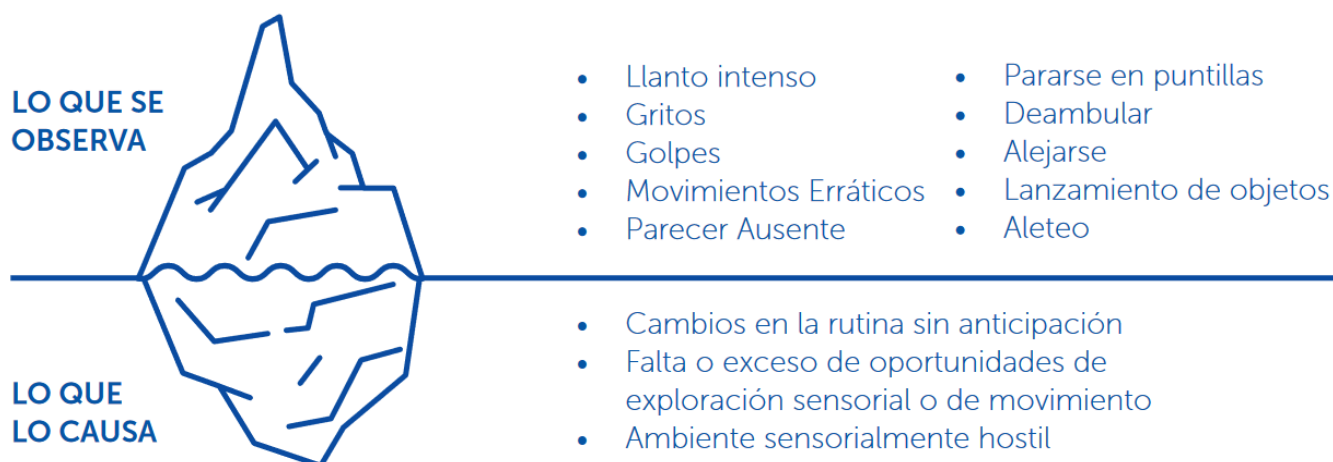 LO QUE SE
OBSERVA
• Llanto intenso
• Gritos
• Golpes
• Movimientos Erráticos
• Parecer Ausente
• Pararse en puntillas
• Deambular
• Alejarse
• Lanzamiento de objetos
• Aleteo
LO QUE
LO CAUSA
• Cambios en la rutina sin anticipación
• Falta o exceso de oportunidades de
exploración sensorial o de movimiento
• Ambiente sensorialmente hostil